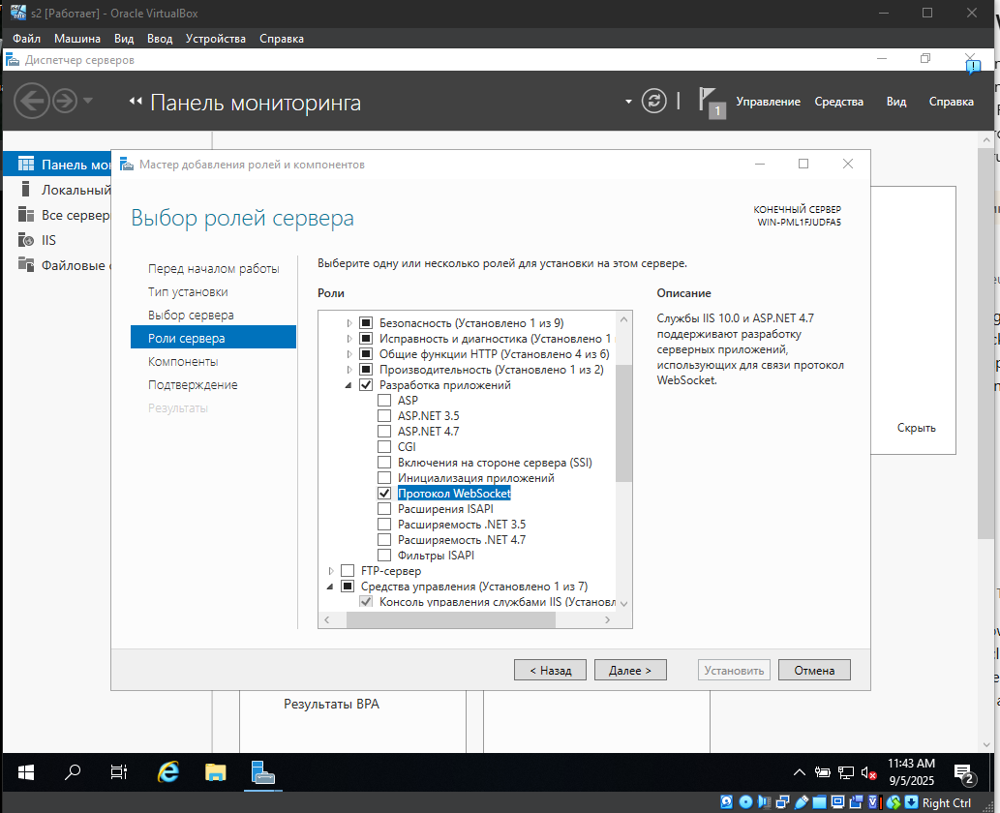 s2 [Работает] - Oracle VirtualBox
Файл Машина Вид Ввод Устройства Справка
Диспетчер серверов
Панель мониторинга
1
Управление Средства Вид Справка
Панель мо
Локальный
Все сервер
IIS
Файловые
Мастер добавления ролей и компонентов
Выбор ролей сервера
КОНЕЧНЫЙ СЕРВЕР
WIN-PML1FJUDFA5
Перед началом работы
Тип установки
Выбор сервера
Роли сервера
Компоненты
Подтверждение
Результаты
Выберите одну или несколько ролей для установки на этом сервере.
Роли
Безопасность (Установлено 1 из 9)
Исправность и диагностика (Установлено 1
Общие функции HTTP (Установлено 4 из 6)
Производительность (Установлено 1 из 2)
Разработка приложений
ASP
ASP.NET 3.5
ASP.NET 4.7
CGI
Включения на стороне сервера (SSI)
Инициализация приложений
Протокол WebSocket
Расширения ISAPI
Расширяемость .NET 3.5
Расширяемость .NET 4.7
Фильтры ISAPI
FTP-сервер
Средства управления (Установлено 1 из 7)
Консоль управления службами IIS (Установл
Описание
Службы IIS 10.0 и ASP.NET 4.7
поддерживают разработку
серверных приложений,
использующих для связи протокол
WebSocket.
Скрыть
< Назад
Далее >
Установить
Отмена
Результаты BPA
11:43 AM
9/5/2025
2
Right Ctrl